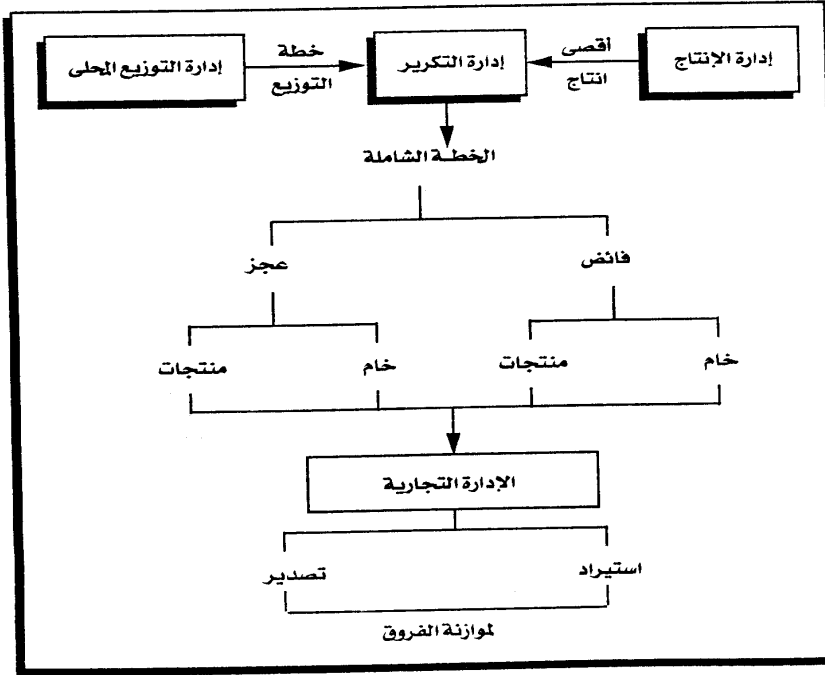 إدارة الإنتاج
أقصى
انتاج
إدارة التكرير
خطة
التوزيع
إدارة التوزيع المحلى
الخطة الشاملة
فائض
عجز
خام
منتجات
خام
منتجات
الإدارة التجارية
استيراد
تصدير
لموازنة الفروق